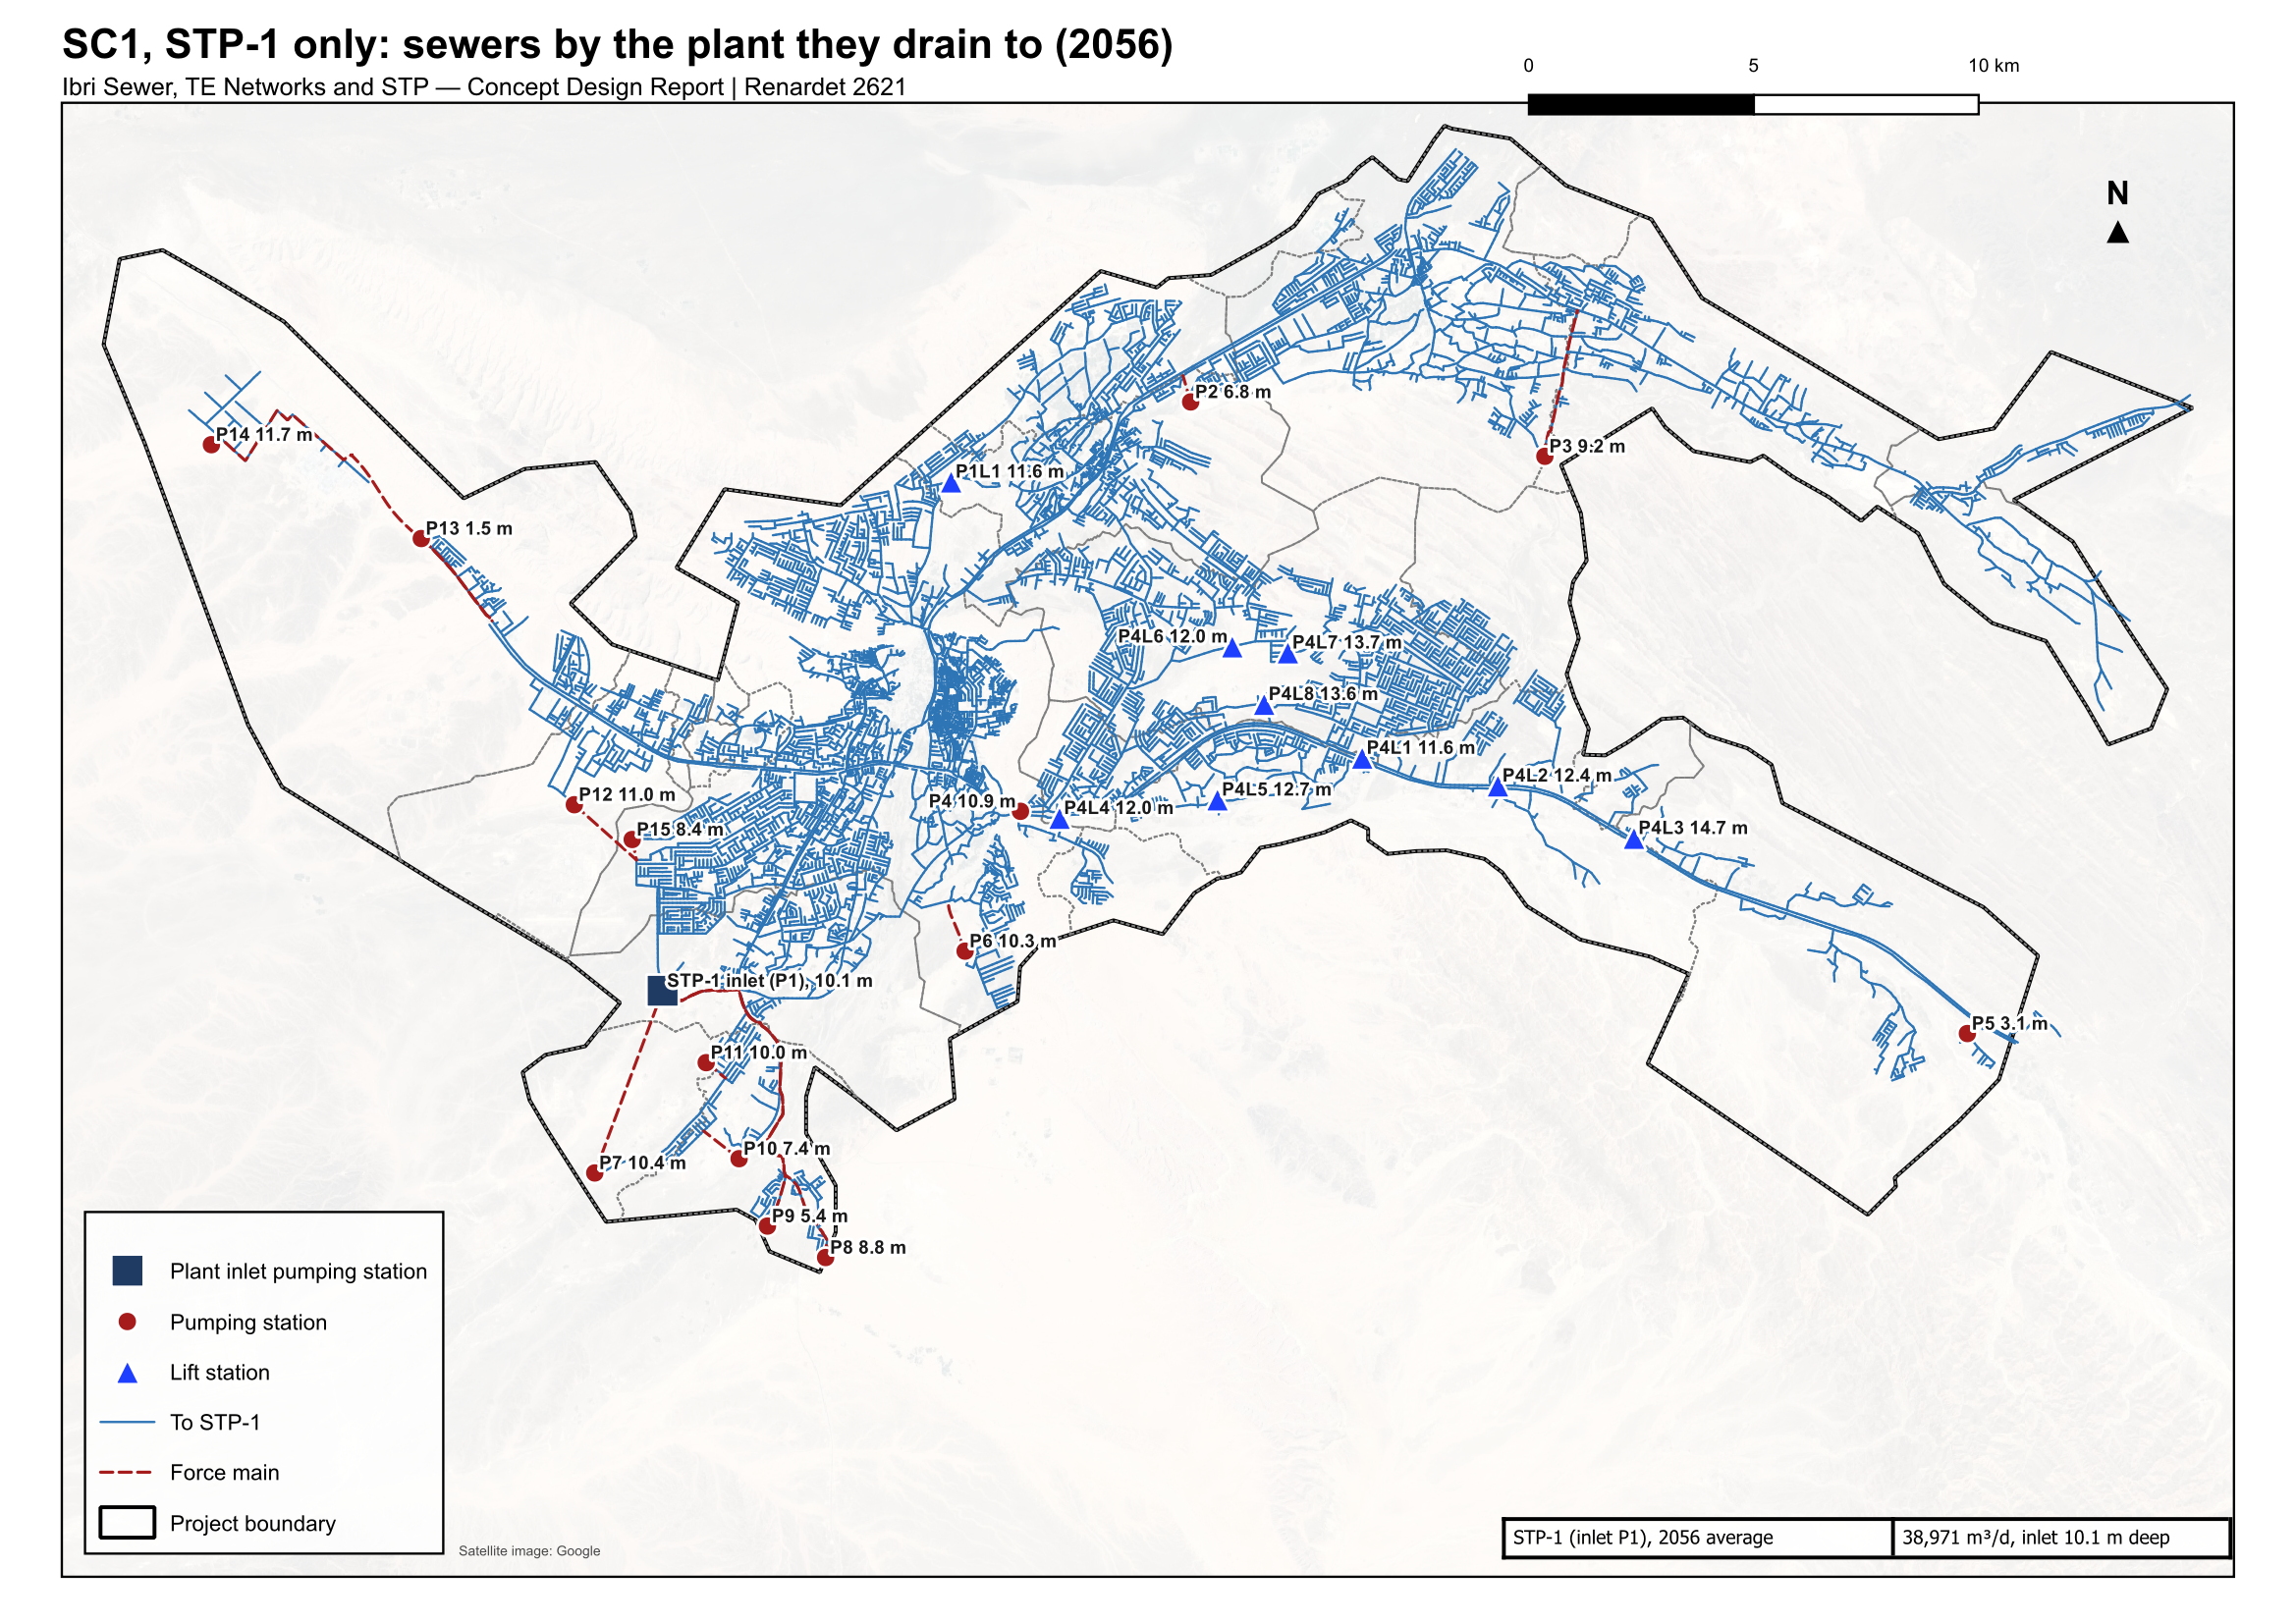 SC1, STP-1 only: sewers by the plant they drain to (2056)
Ibri Sewer, TE Networks and STP — Concept Design Report | Renardet 2621
0 5 10 km
N
P2 6.8 m
P14 11.7 m
P3 9.2 m
P1L1 11.6 m
P13 1.5 m
P4L6 12.0 m
P4L7 13.7 m
P4L8 13.6 m
P4L1 11.6 m
P4L2 12.4 m
P12 11.0 m
P4 10.9 m
P4L4 12.0 m
P4L5 12.7 m
P15 8.4 m
P4L3 14.7 m
P6 10.3 m
STP-1 inlet (P1), 10.1 m
P5 3.1 m
P11 10.0 m
P10 7.4 m
P7 10.4 m
P9 5.4 m
P8 8.8 m
Plant inlet pumping station
Pumping station
Lift station
To STP-1
Force main
Project boundary
Satellite image: Google
STP-1 (inlet P1), 2056 average
38,971 m³/d, inlet 10.1 m deep